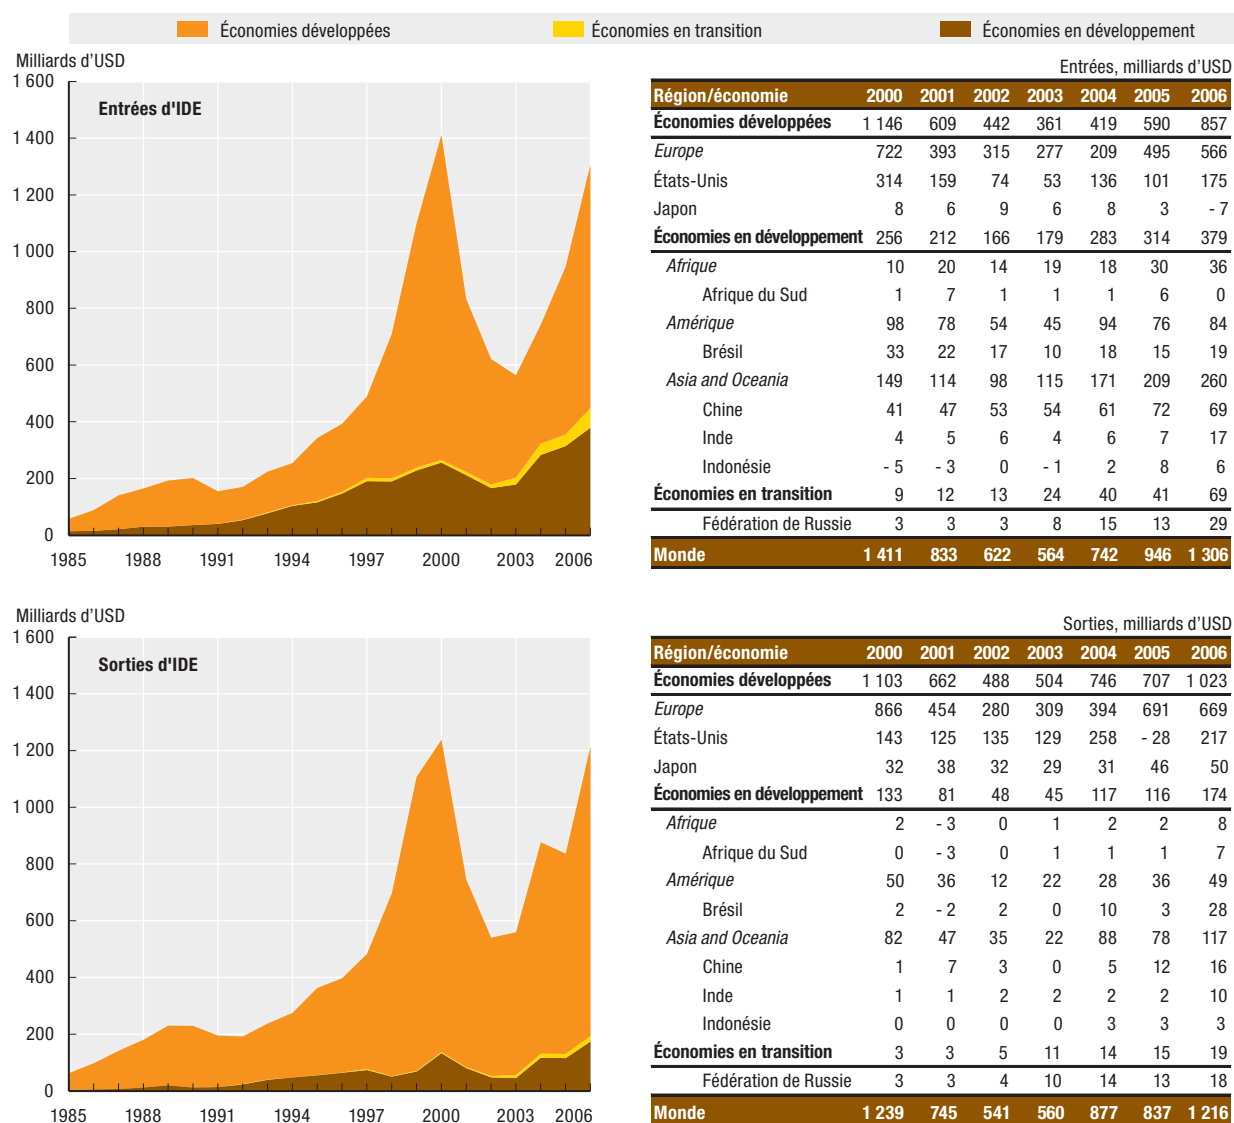 Économies développées Économies en transition Économies en développement
Milliards d'USD
1 600
1 400
1 200
1 000
800
600
400
200
0
Entrées d'IDE
1985 1988 1991 1994 1997 2000 2003 2006
Entrées, milliards d'USD
Région/économie 2000 2001 2002 2003 2004 2005 2006
Économies développées 1 146 609 442 361 419 590 857
Europe 722 393 315 277 209 495 566
États-Unis 314 159 74 53 136 101 175
Japon 8 6 9 6 8 3 - 7
Économies en développement 256 212 166 179 283 314 379
Afrique 10 20 14 19 18 30 36
Afrique du Sud 1 7 1 1 1 6 0
Amérique 98 78 54 45 94 76 84
Brésil 33 22 17 10 18 15 19
Asia and Oceania 149 114 98 115 171 209 260
Chine 41 47 53 54 61 72 69
Inde 4 5 6 4 6 7 17
Indonésie - 5 - 3 0 - 1 2 8 6
Économies en transition 9 12 13 24 40 41 69
Fédération de Russie 3 3 3 8 15 13 29
Monde 1 411 833 622 564 742 946 1 306
Milliards d'USD
1 600
1 400
1 200
1 000
800
600
400
200
0
Sorties d'IDE
1985 1988 1991 1994 1997 2000 2003 2006
Sorties, milliards d'USD
Région/économie 2000 2001 2002 2003 2004 2005 2006
Économies développées 1 103 662 488 504 746 707 1 023
Europe 866 454 280 309 394 691 669
États-Unis 143 125 135 129 258 - 28 217
Japon 32 38 32 29 31 46 50
Économies en développement 133 81 48 45 117 116 174
Afrique 2 - 3 0 1 2 2 8
Afrique du Sud 0 - 3 0 1 1 1 7
Amérique 50 36 12 22 28 36 49
Brésil 2 - 2 2 0 10 3 28
Asia and Oceania 82 47 35 22 88 78 117
Chine 1 7 3 0 5 12 16
Inde 1 1 2 2 2 2 10
Indonésie 0 0 0 0 3 3 3
Économies en transition 3 3 5 11 14 15 19
Fédération de Russie 3 3 4 10 14 13 18
Monde 1 239 745 541 560 877 837 1 216